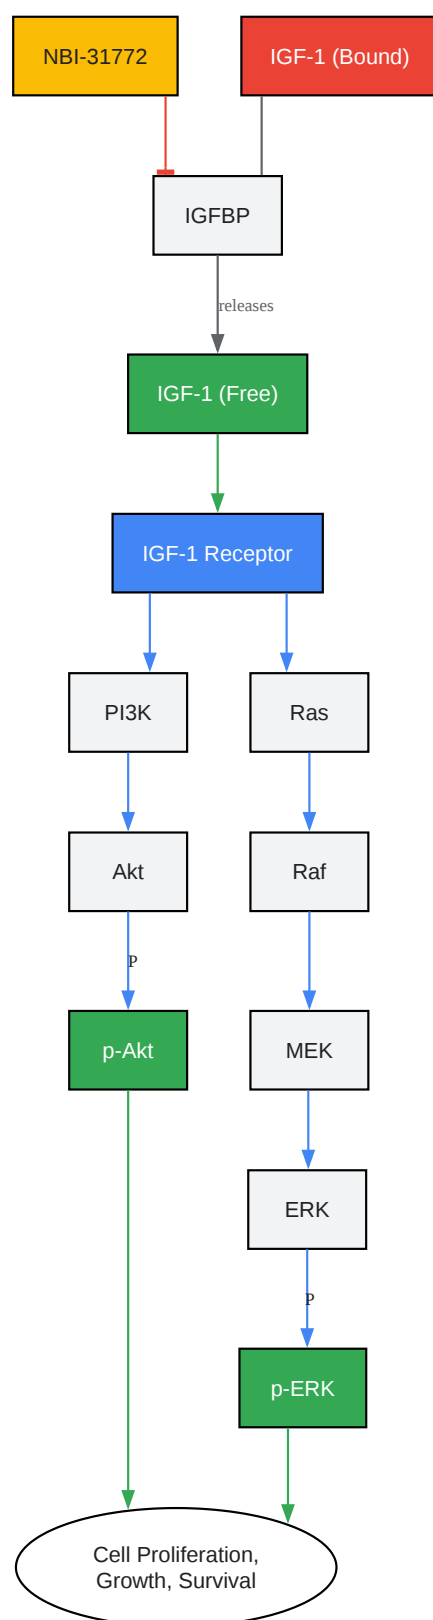 NBI-31772
IGF-1 (Bound)
IGFBP
releases
IGF-1 (Free)
IGF-1 Receptor
PI3K
Ras
Akt
Raf
P
p-Akt
MEK
ERK
P
p-ERK
Cell Proliferation,
Growth, Survival